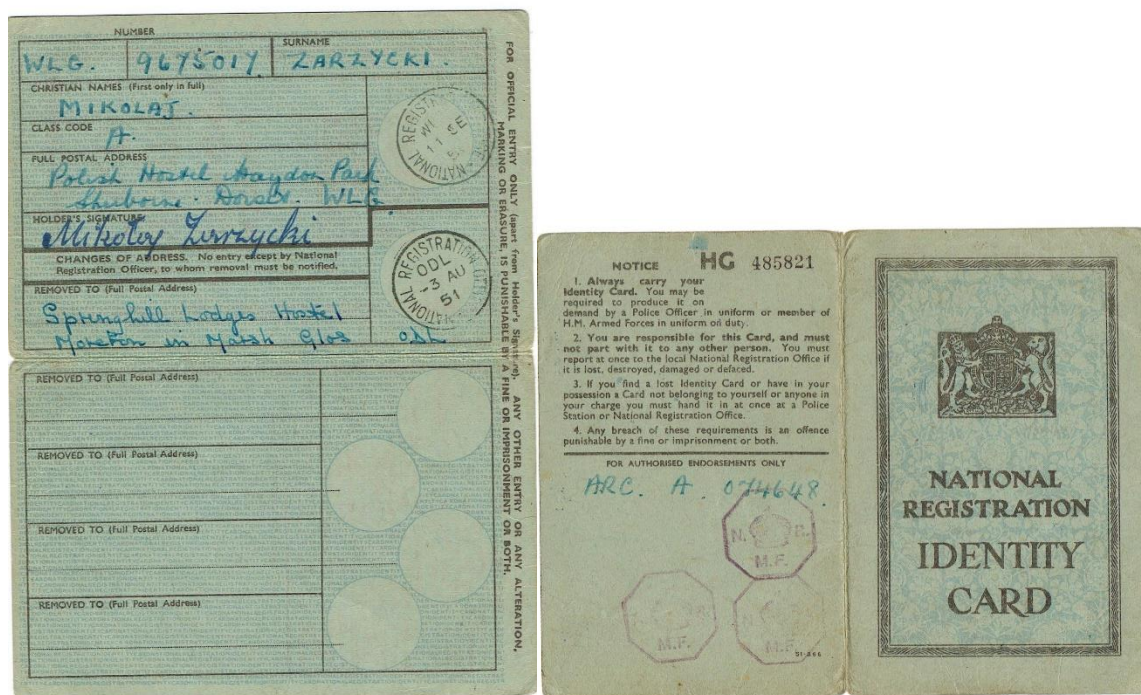 NUMBER
SURNAME
WLG. 9675017. ZARZYCKI.
CHRISTIAN NAMES (First only in full)
MIKOLAJ.
CLASS CODE
A.
FULL POSTAL ADDRESS
Polish Hostel Haydon Park
Sherborne. Dorset. WLG
HOLDER'S SIGNATURE
Mikołaj Zarzycki
CHANGES OF ADDRESS. No entry except by National
Registration Officer, to whom removal must be notified.
REMOVED TO (Full Postal Address)
Springhill Lodges Hostel
Moreton in Marsh Glos ODL
REMOVED TO (Full Postal Address)
REMOVED TO (Full Postal Address)
REMOVED TO (Full Postal Address)
REMOVED TO (Full Postal Address)
NATIONAL REGISTRATION
11 SE
NATIONAL REGISTRATION
ODL
-3 AU
51
FOR OFFICIAL ENTRY ONLY (apart from Holder's Signature). ANY OTHER ENTRY OR ANY ALTERATION,
MARKING OR ERASURE, IS PUNISHABLE BY A FINE OR IMPRISONMENT OR BOTH.
NOTICE HG 485821
1. Always carry your
Identity Card. You may be
required to produce it on
demand by a Police Officer in uniform or member of
H.M. Armed Forces in uniform on duty.
2. You are responsible for this Card, and must
not part with it to any other person. You must
report at once to the local National Registration Office if
it is lost, destroyed, damaged or defaced.
3. If you find a lost Identity Card or have in your
possession a Card not belonging to yourself or anyone in
your charge you must hand it in at once at a Police
Station or National Registration Office.
4. Any breach of these requirements is an offence
punishable by a fine or imprisonment or both.
FOR AUTHORISED ENDORSEMENTS ONLY
ARC. A. 074648
N. R.
M.F.
N. R.
M.F.
N.
M.F.
51-866
NATIONAL
REGISTRATION
IDENTITY
CARD